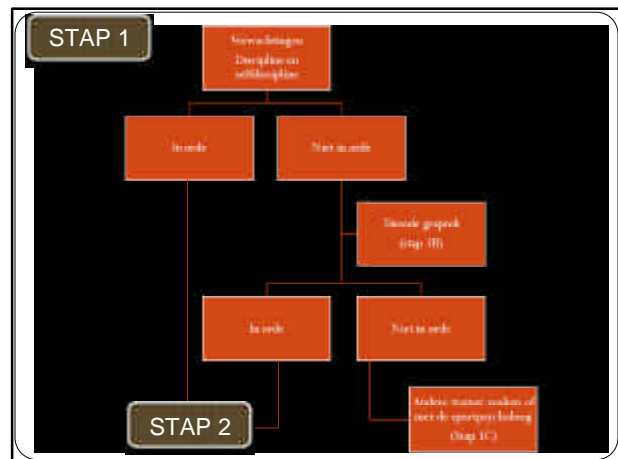 STAP 1
Verwachtingen
Discipline en
zelfdiscipline
In orde
Niet in orde
Tweede gesprek
(stap 1B)
In orde
Niet in orde
Andere trainer zoeken of
met de sportpsycholoog
(Stap 1C)
STAP 2